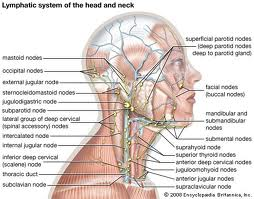 Lymphatic system of the head and neck
superficial parotid nodes
(deep parotid nodes
deep to parotid gland)
mastoid nodes
occipital nodes
external jugular node
sternocleidomastoid nodes
jugulodigastric node
subparotid node
lateral group of deep cervical
(spinal accessory) nodes
intercalated node
internal jugular node
inferior deep cervical
(scalene) node
thoracic duct
subclavian node
facial nodes
(buccal nodes)
mandibular and
submandibular
nodes
submental nodes
suprahyoid node
superior thyroid nodes
anterior deep cervical nodes
juguloomohyoid nodes
anterior jugular nodes
supraclavicular node
© 2008 Encyclopædia Britannica, Inc.